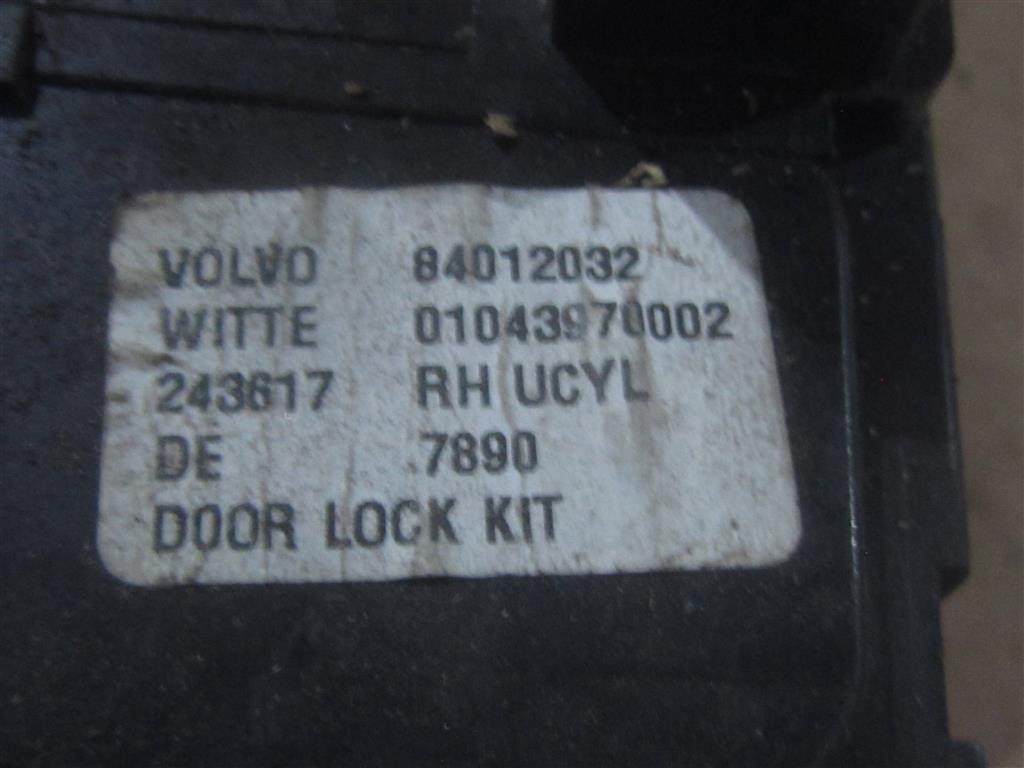 VOLVO 84012032
WITTE 01043970002
243617 RH UCYL
DE 7890
DOOR LOCK KIT